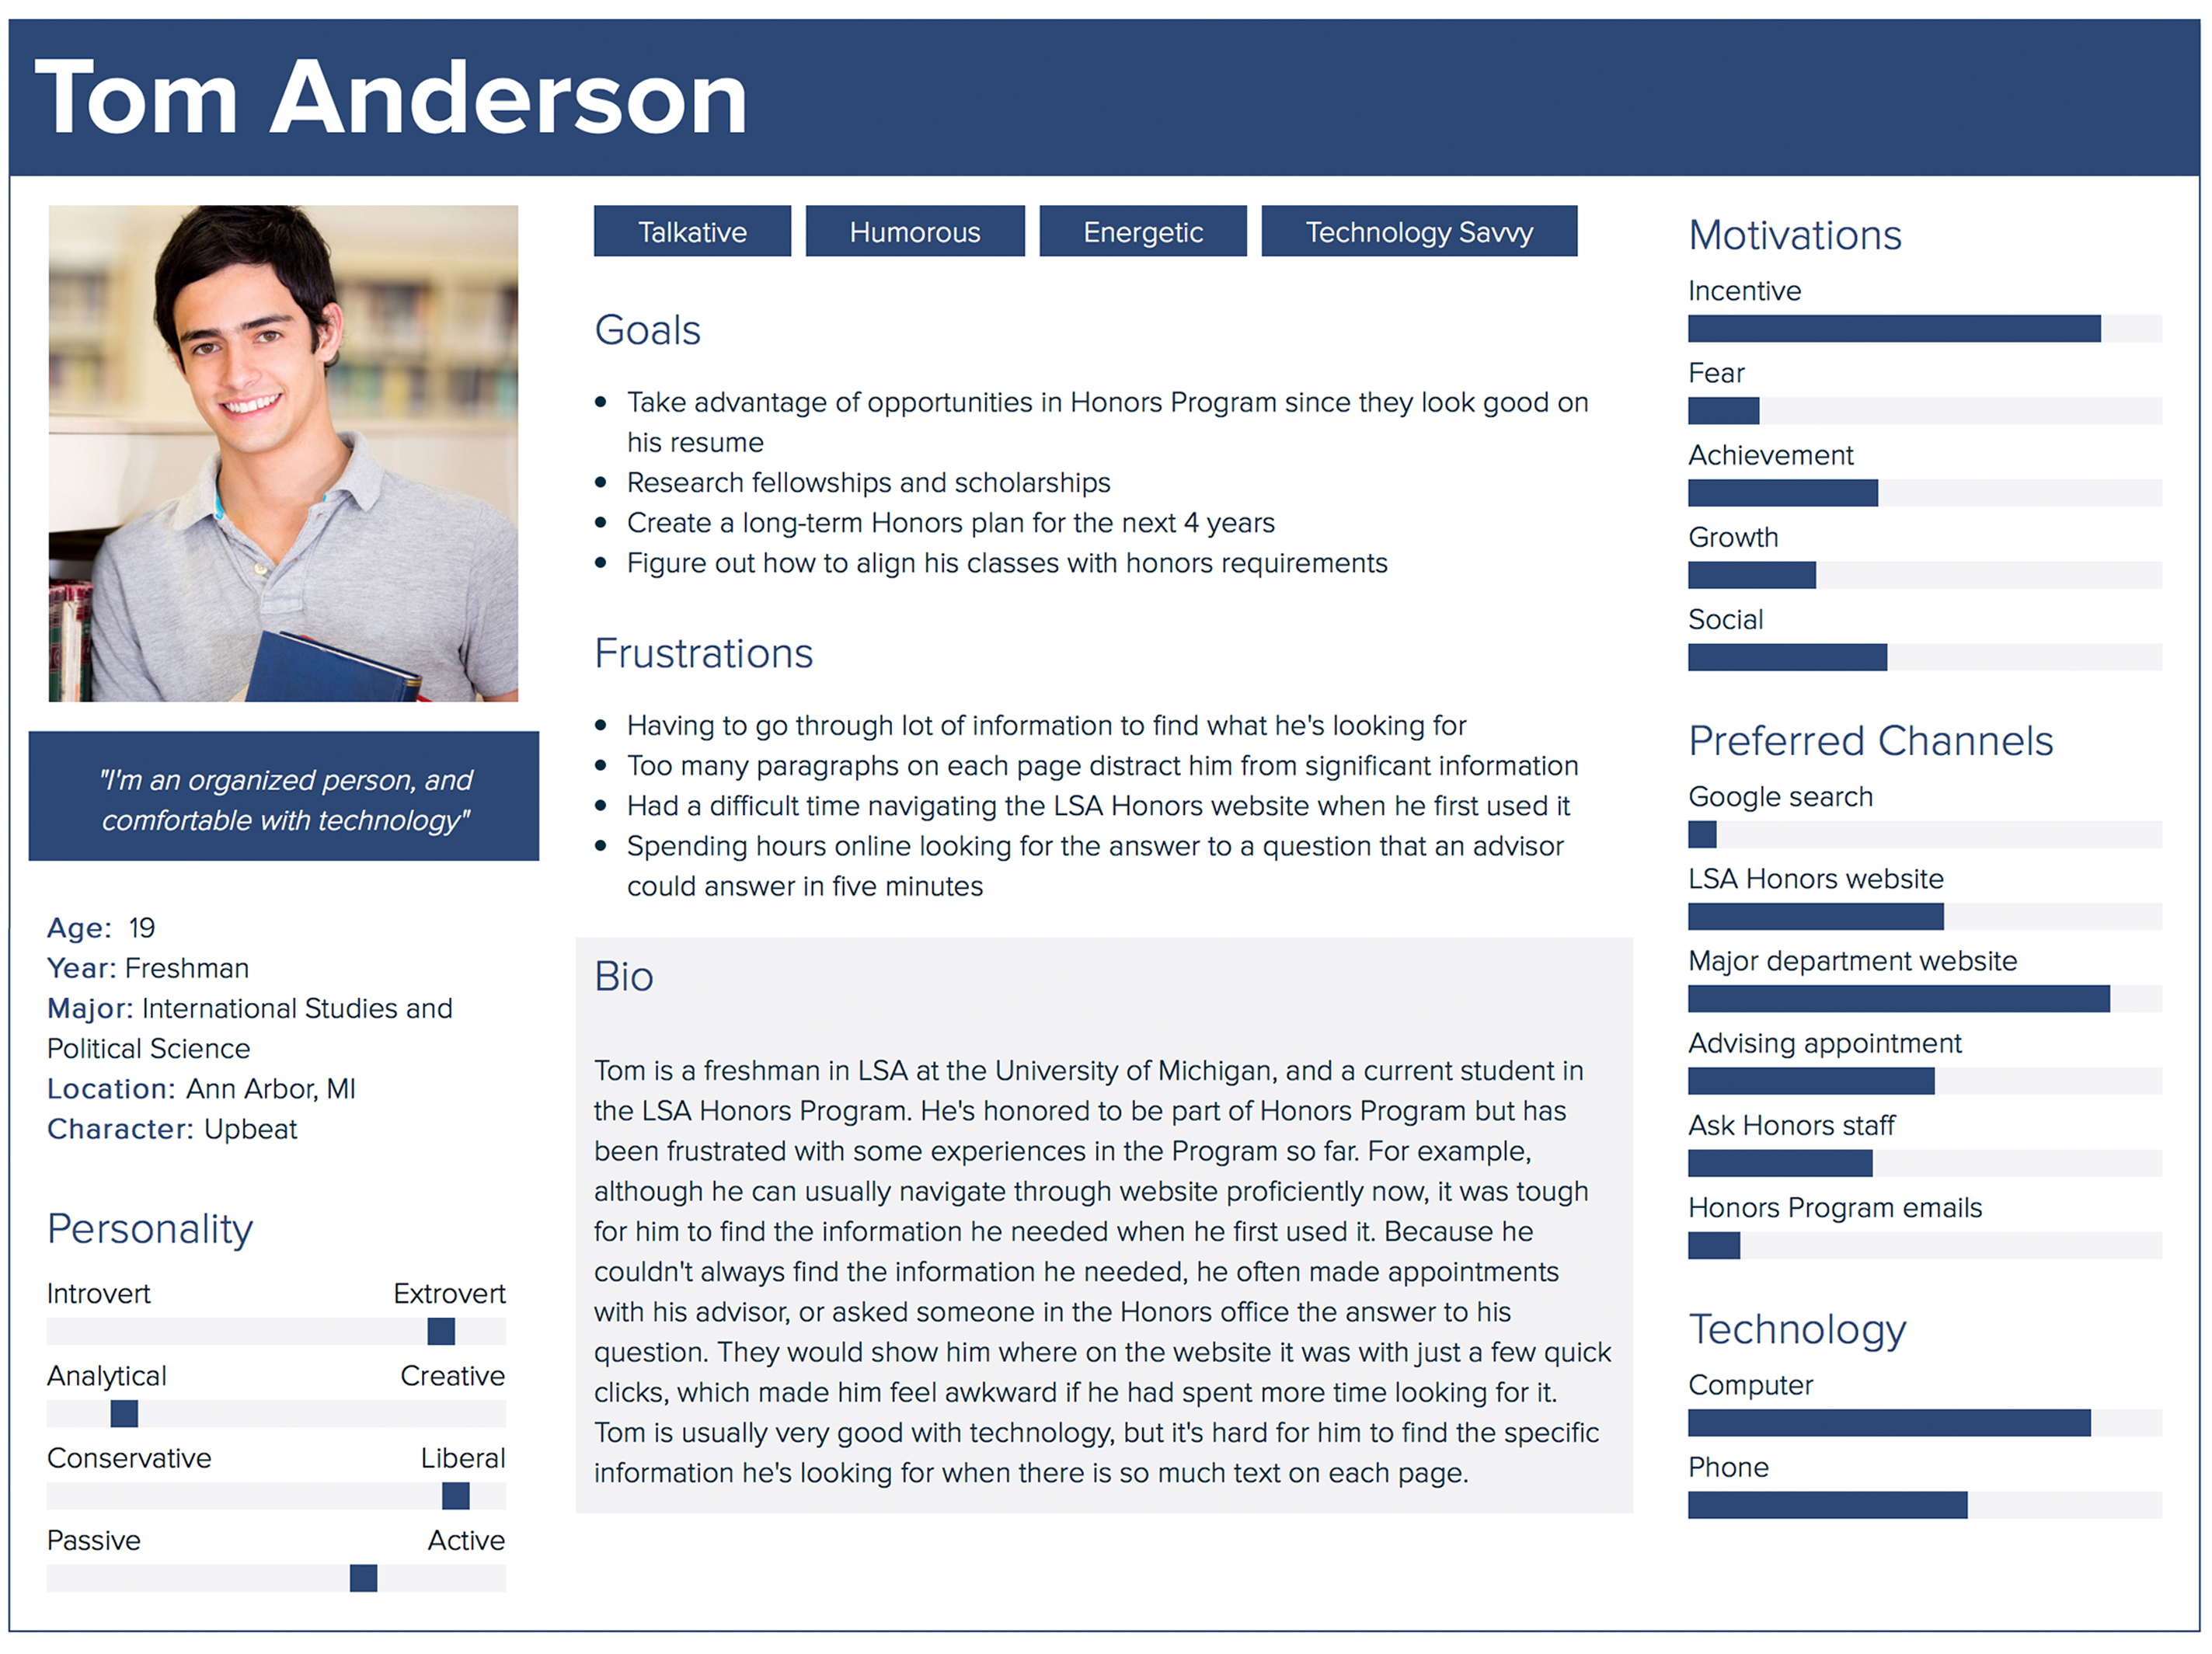 Tom Anderson
"I'm an organized person, and
comfortable with technology"
Age: 19
Year: Freshman
Major: International Studies and
Political Science
Location: Ann Arbor, MI
Character: Upbeat
Personality
Introvert Extrovert
Analytical Creative
Conservative Liberal
Passive Active
Talkative Humorous Energetic Technology Savvy
Goals
• Take advantage of opportunities in Honors Program since they look good on
his resume
• Research fellowships and scholarships
• Create a long-term Honors plan for the next 4 years
• Figure out how to align his classes with honors requirements
Frustrations
• Having to go through lot of information to find what he's looking for
• Too many paragraphs on each page distract him from significant information
• Had a difficult time navigating the LSA Honors website when he first used it
• Spending hours online looking for the answer to a question that an advisor
could answer in five minutes
Bio
Tom is a freshman in LSA at the University of Michigan, and a current student in
the LSA Honors Program. He's honored to be part of Honors Program but has
been frustrated with some experiences in the Program so far. For example,
although he can usually navigate through website proficiently now, it was tough
for him to find the information he needed when he first used it. Because he
couldn't always find the information he needed, he often made appointments
with his advisor, or asked someone in the Honors office the answer to his
question. They would show him where on the website it was with just a few quick
clicks, which made him feel awkward if he had spent more time looking for it.
Tom is usually very good with technology, but it's hard for him to find the specific
information he's looking for when there is so much text on each page.
Motivations
Incentive
Fear
Achievement
Growth
Social
Preferred Channels
Google search
LSA Honors website
Major department website
Advising appointment
Ask Honors staff
Honors Program emails
Technology
Computer
Phone